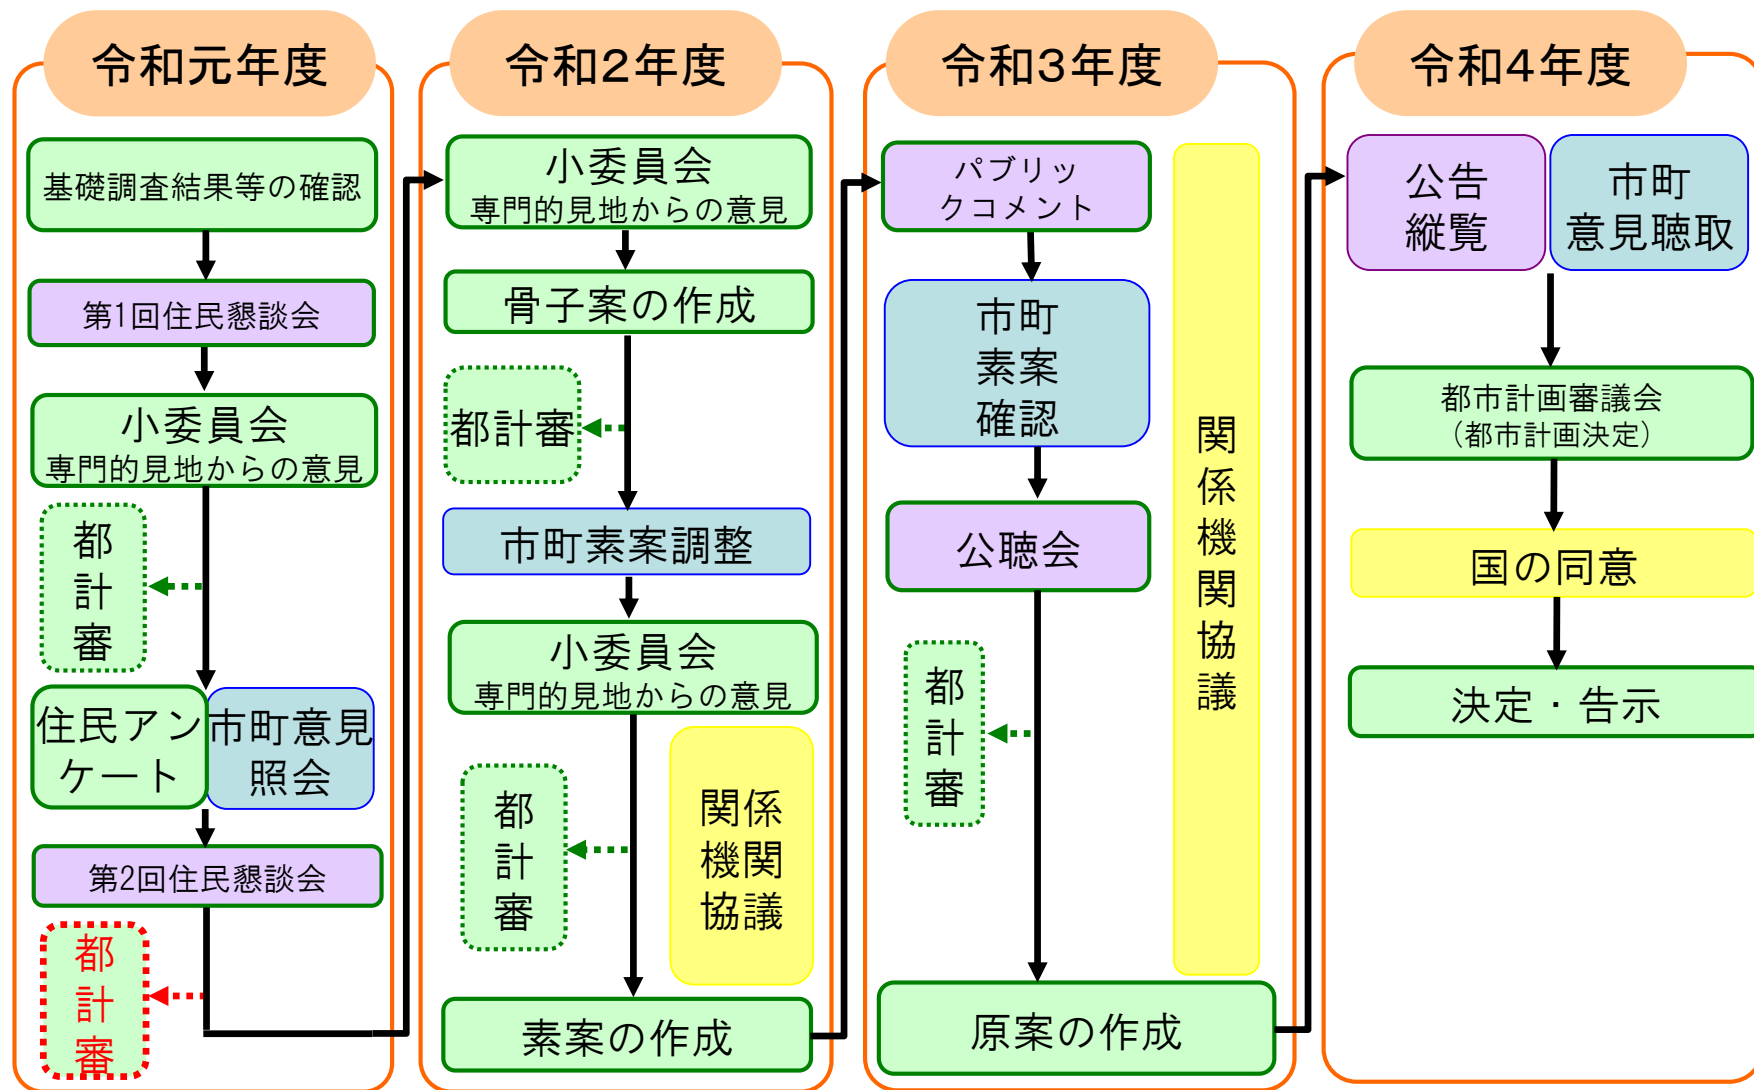 令和元年度
基礎調査結果等の確認
第1回住民懇談会
小委員会
専門的見地からの意見
都
計
審
住民アン
ケート
市町意見
照会
第2回住民懇談会
都
計
審
令和2年度
小委員会
専門的見地からの意見
骨子案の作成
都計審
市町素案調整
小委員会
専門的見地からの意見
都
計
審
関係
機関
協議
素案の作成
令和3年度
パブリッ
クコメント
市町
素案
確認
公聴会
都
計
審
関
係
機
関
協
議
原案の作成
令和4年度
公告
縦覧
市町
意見聴取
都市計画審議会
(都市計画決定)
国の同意
決定・告示